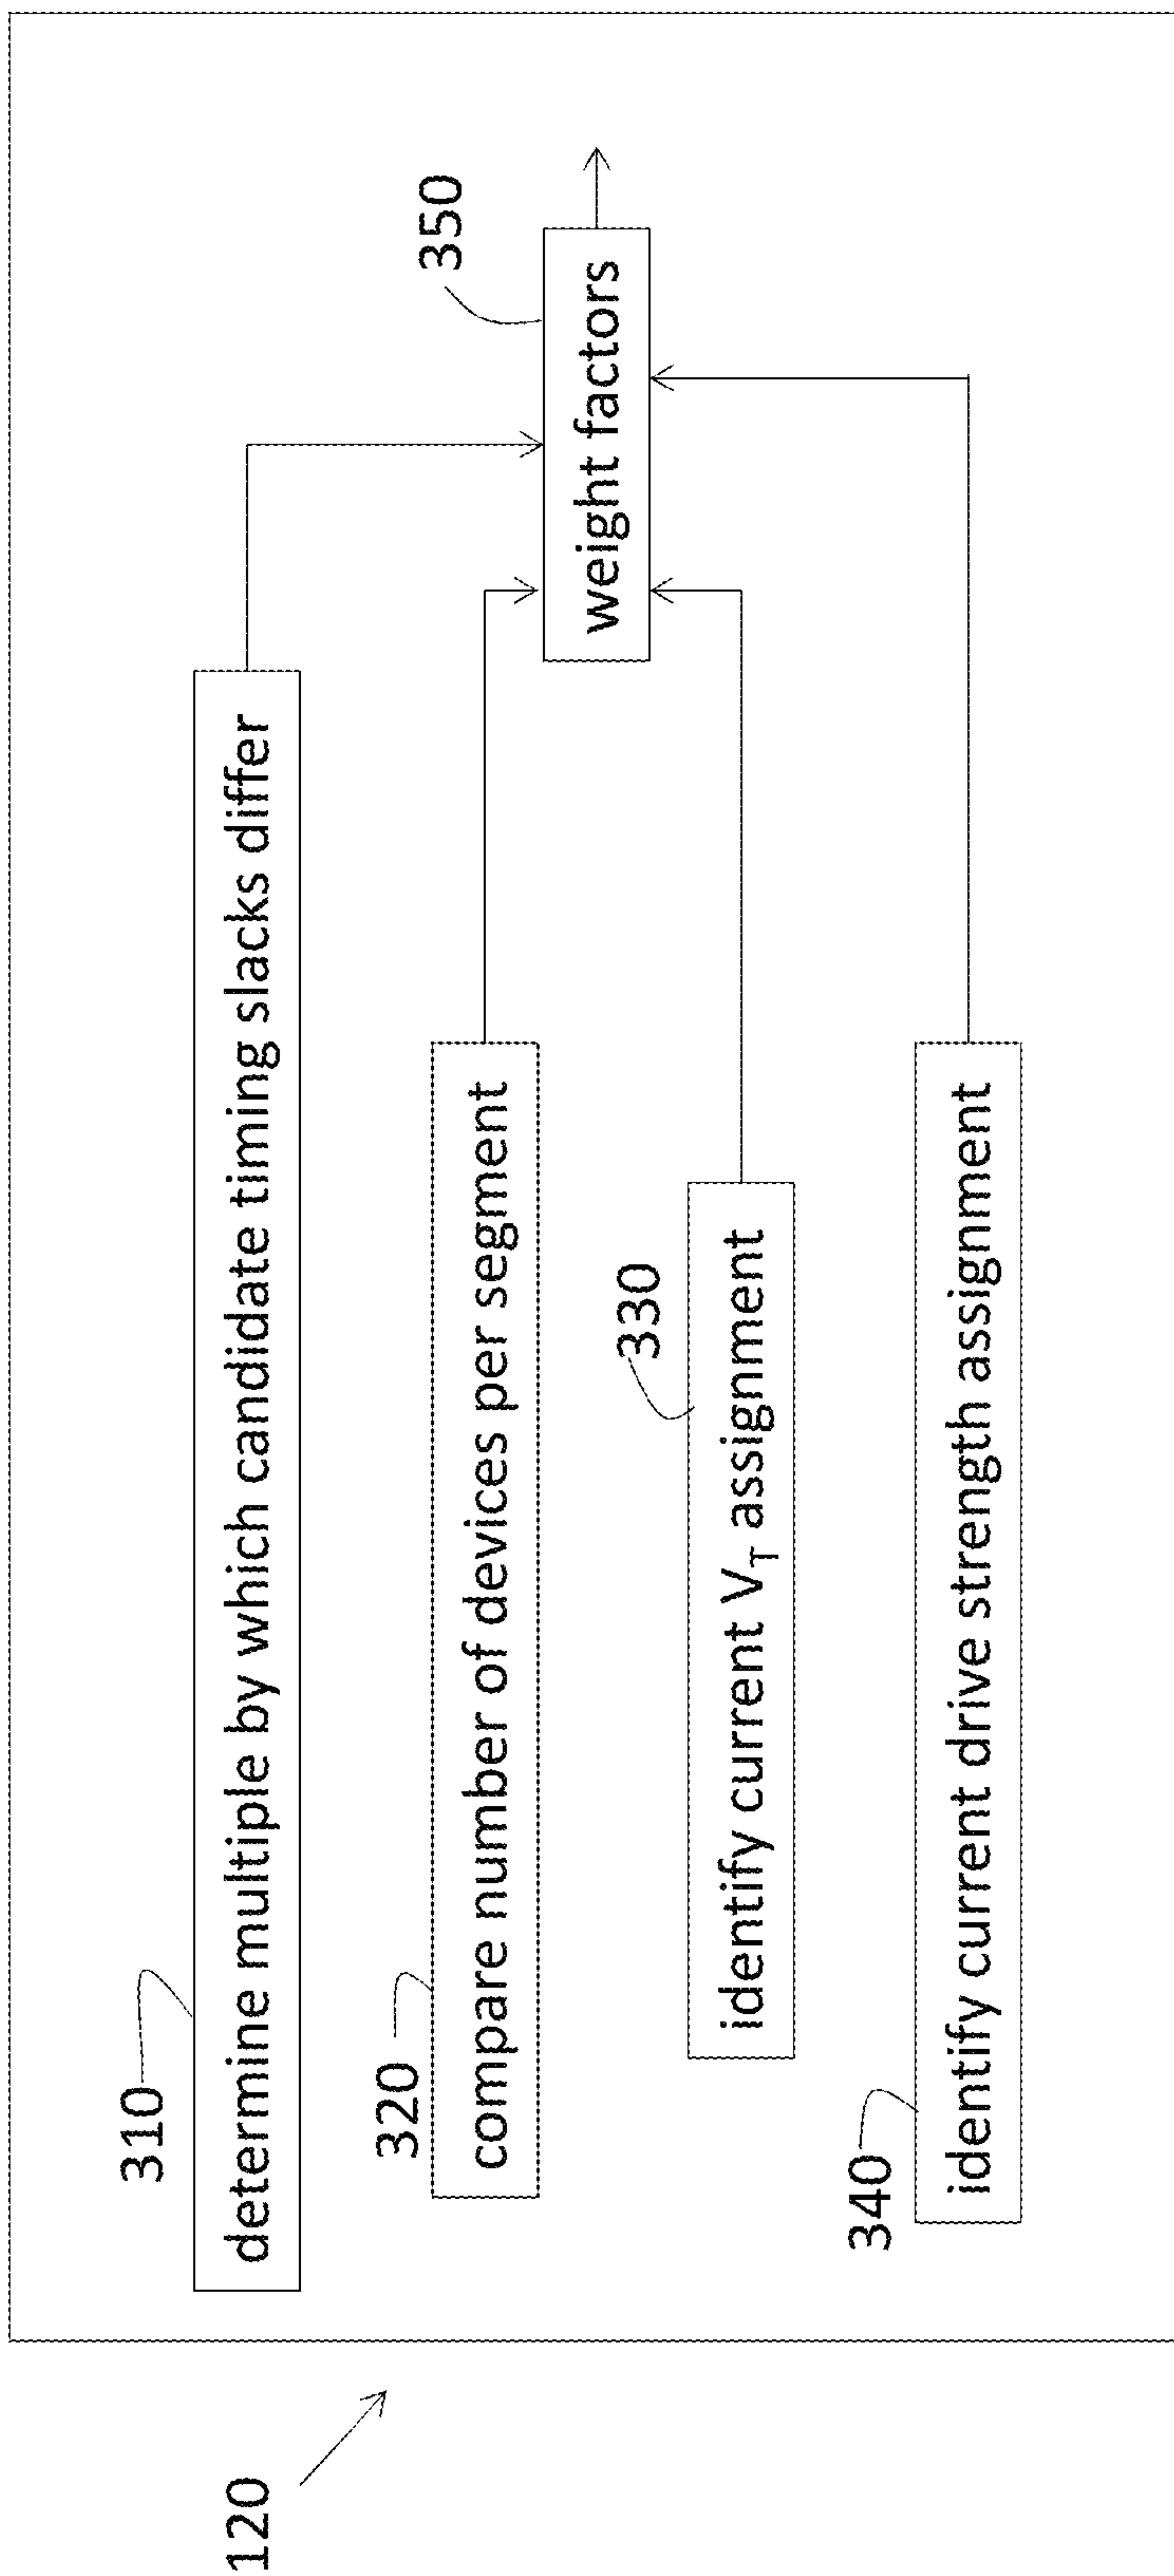 120
310
determine multiple by which candidate timing slacks differ
320
compare number of devices per segment
330
identify current V_T assignment
340
identify current drive strength assignment
350
weight factors